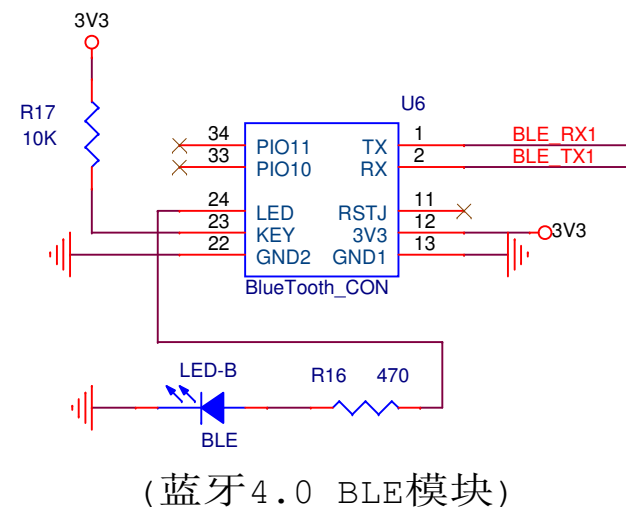 3V3
R17
10K
U6
34 PIO11 TX 1 BLE_RX1
33 PIO10 RX 2 BLE_TX1
24 LED RSTJ 11
23 KEY 3V3 12 3V3
22 GND2 GND1 13
BlueTooth_CON
LED-B R16 470
BLE
(蓝牙4.0 BLE模块)